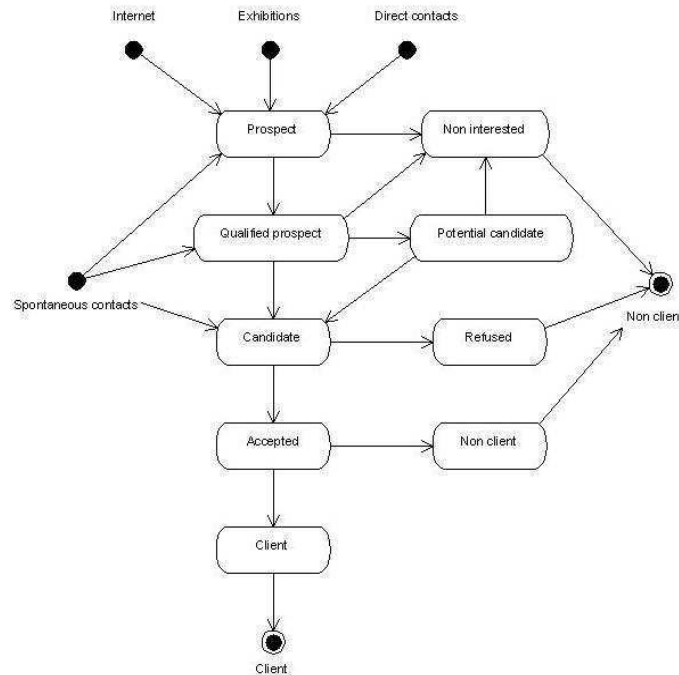 Internet
Exhibitions
Direct contacts
Prospect
Non interested
Qualified prospect
Potential candidate
Spontaneous contacts
Non client
Candidate
Refused
Accepted
Non client
Client
Client